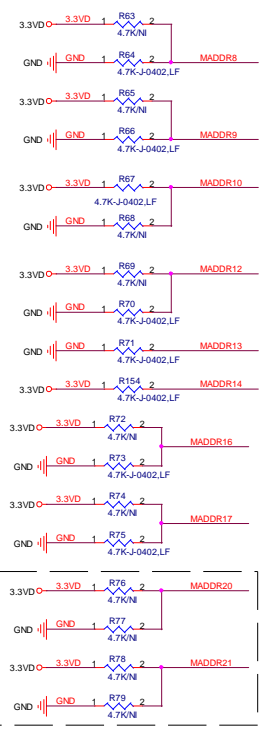 R63
3.3VD 3.3VD 1 2
4.7K/NI
R64
GND GND 1 2 MADDR8
4.7K-J-0402,LF
R65
3.3VD 3.3VD 1 2
4.7K/NI
R66
GND GND 1 2 MADDR9
4.7K-J-0402,LF
R67
3.3VD 3.3VD 1 2 MADDR10
4.7K-J-0402,LF
R68
GND GND 1 2
4.7K/NI
R69
3.3VD 3.3VD 1 2 MADDR12
4.7K/NI
R70
GND GND 1 2
4.7K-J-0402,LF
R71
GND GND 1 2 MADDR13
4.7K-J-0402,LF
R154
3.3VD 3.3VD 1 2 MADDR14
4.7K-J-0402,LF
R72
3.3VD 3.3VD 1 2
4.7K/NI
MADDR16
R73
GND GND 1 2
4.7K-J-0402,LF
R74
3.3VD 3.3VD 1 2
4.7K/NI
MADDR17
R75
GND GND 1 2
4.7K-J-0402,LF
R76
3.3VD 3.3VD 1 2 MADDR20
4.7K/NI
R77
GND GND 1 2
4.7K/NI
R78
3.3VD 3.3VD 1 2 MADDR21
4.7K/NI
R79
GND GND 1 2
4.7K/NI